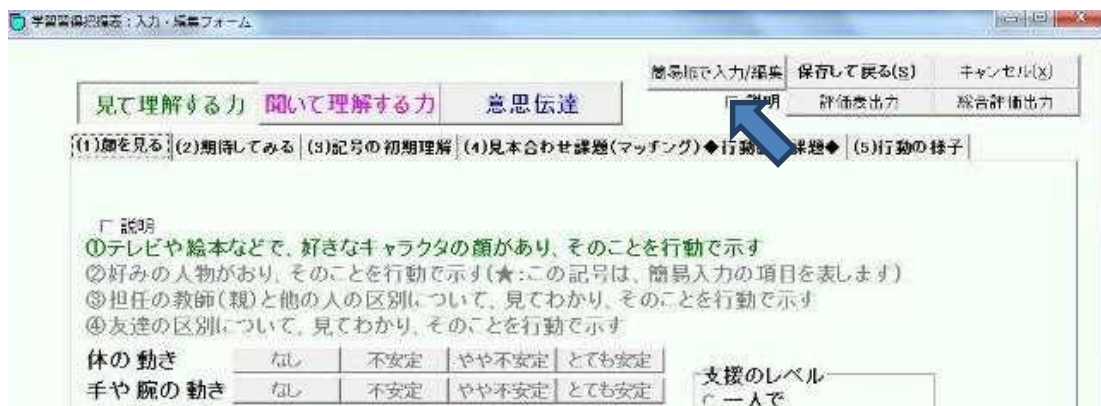 学習習得把握表:入力・編集フォーム
簡易版で入力/編集 保存して戻る(S) キャンセル(X)
見て理解する力 聞いて理解する力 意思伝達 説明 評価表出力 総合評価出力
(1)顔を見る (2)期待してみる (3)記号の初期理解 (4)見本合わせ課題(マッチング)◆行動 課題◆ (5)行動の様子
説明
①テレビや絵本などで、好きなキャラクタの顔があり、そのことを行動で示す
②好みの人物がおり、そのことを行動で示す(★:この記号は、簡易入力の項目を表します)
③担任の教師(親)と他の人の区別について、見てわかり、そのことを行動で示す
④友達の区別について、見てわかり、そのことを行動で示す
体の動き なし 不安定 やや不安定 とても安定
支援のレベル
手や腕の動き なし 不安定 やや不安定 とても安定
一人で